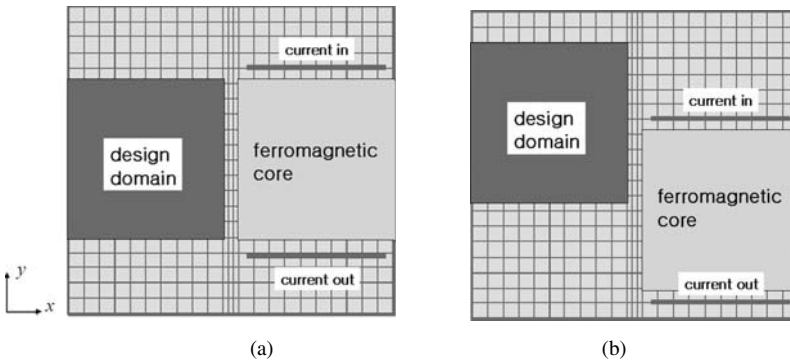 current in
design
domain
ferromagnetic
core
current out
y
x
(a)
current in
design
domain
ferromagnetic
core
current out
(b)